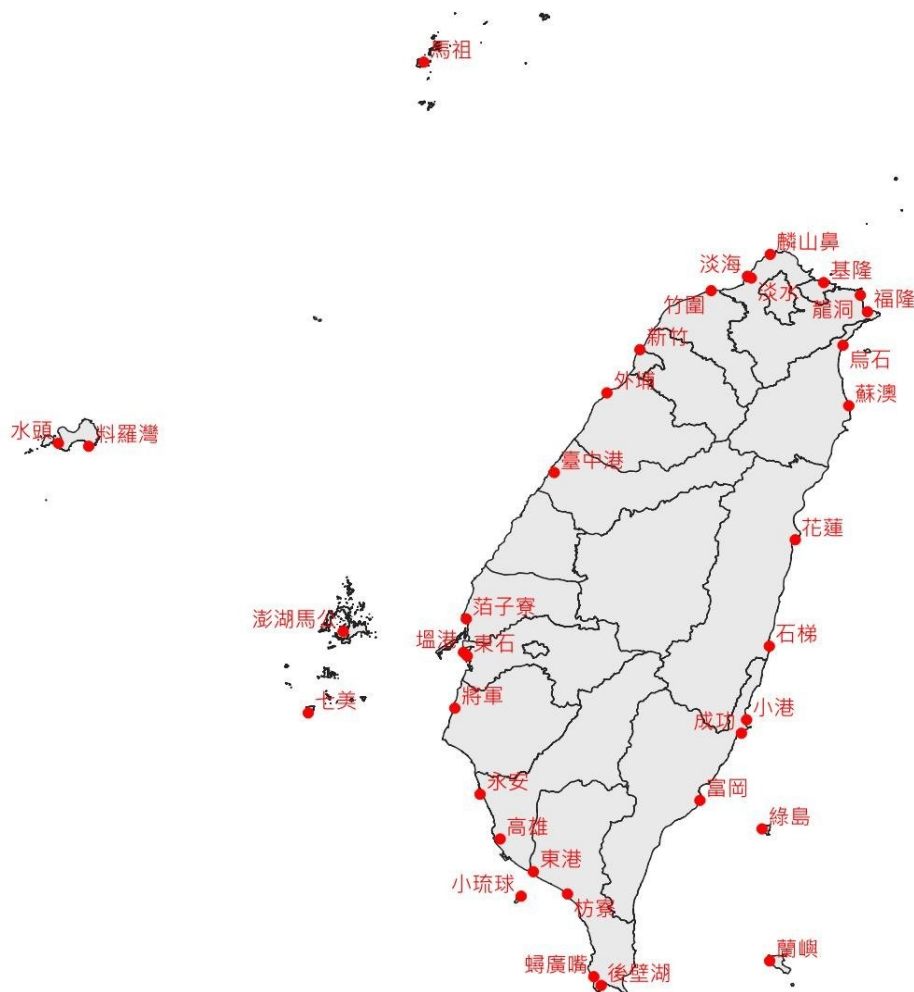 馬祖
麟山鼻
淡海
基隆
淡水
竹圍
龍洞
福隆
新竹
烏石
外埔
蘇澳
水頭
料羅灣
臺中港
花蓮
箔子寮
澎湖馬公
塭港
東石
石梯
七美
將軍
小港
成功
永安
富岡
綠島
高雄
東港
小琉球
枋寮
蟳廣嘴
後壁湖
蘭嶼